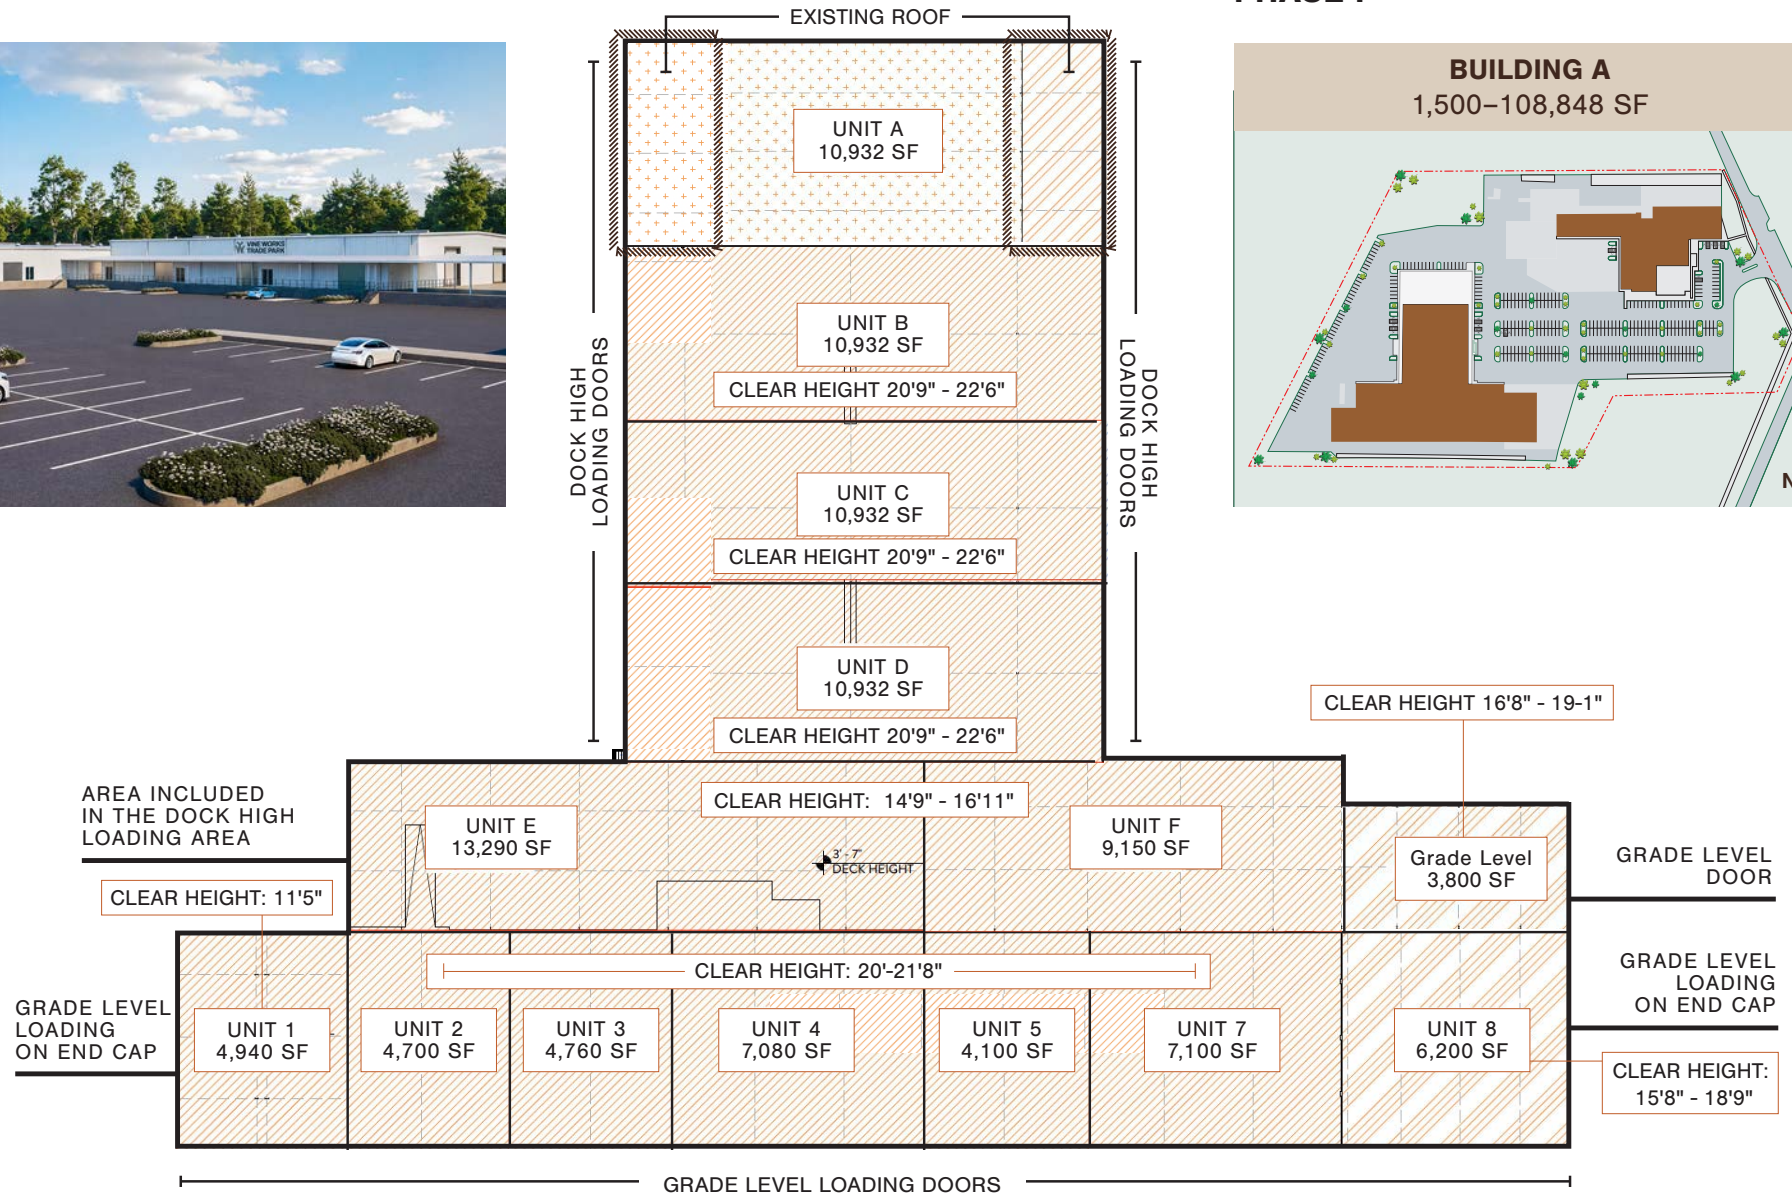 EXISTING ROOF
PHASE I
BUILDING A
1,500–108,848 SF
VINE WORKS
TRADE PARK
N
UNIT A
10,932 SF
UNIT B
10,932 SF
CLEAR HEIGHT 20'9" - 22'6"
DOCK HIGH
LOADING DOORS
DOCK HIGH
LOADING DOORS
UNIT C
10,932 SF
CLEAR HEIGHT 20'9" - 22'6"
UNIT D
10,932 SF
CLEAR HEIGHT 20'9" - 22'6"
CLEAR HEIGHT 16'8" - 19-1"
AREA INCLUDED
IN THE DOCK HIGH
LOADING AREA
CLEAR HEIGHT: 14'9" - 16'11"
UNIT E
13,290 SF
3' - 7"
DECK HEIGHT
UNIT F
9,150 SF
Grade Level
3,800 SF
GRADE LEVEL
DOOR
CLEAR HEIGHT: 11'5"
CLEAR HEIGHT: 20'-21'8"
GRADE LEVEL
LOADING
ON END CAP
UNIT 1
4,940 SF
UNIT 2
4,700 SF
UNIT 3
4,760 SF
UNIT 4
7,080 SF
UNIT 5
4,100 SF
UNIT 7
7,100 SF
UNIT 8
6,200 SF
GRADE LEVEL
LOADING
ON END CAP
CLEAR HEIGHT:
15'8" - 18'9"
GRADE LEVEL LOADING DOORS